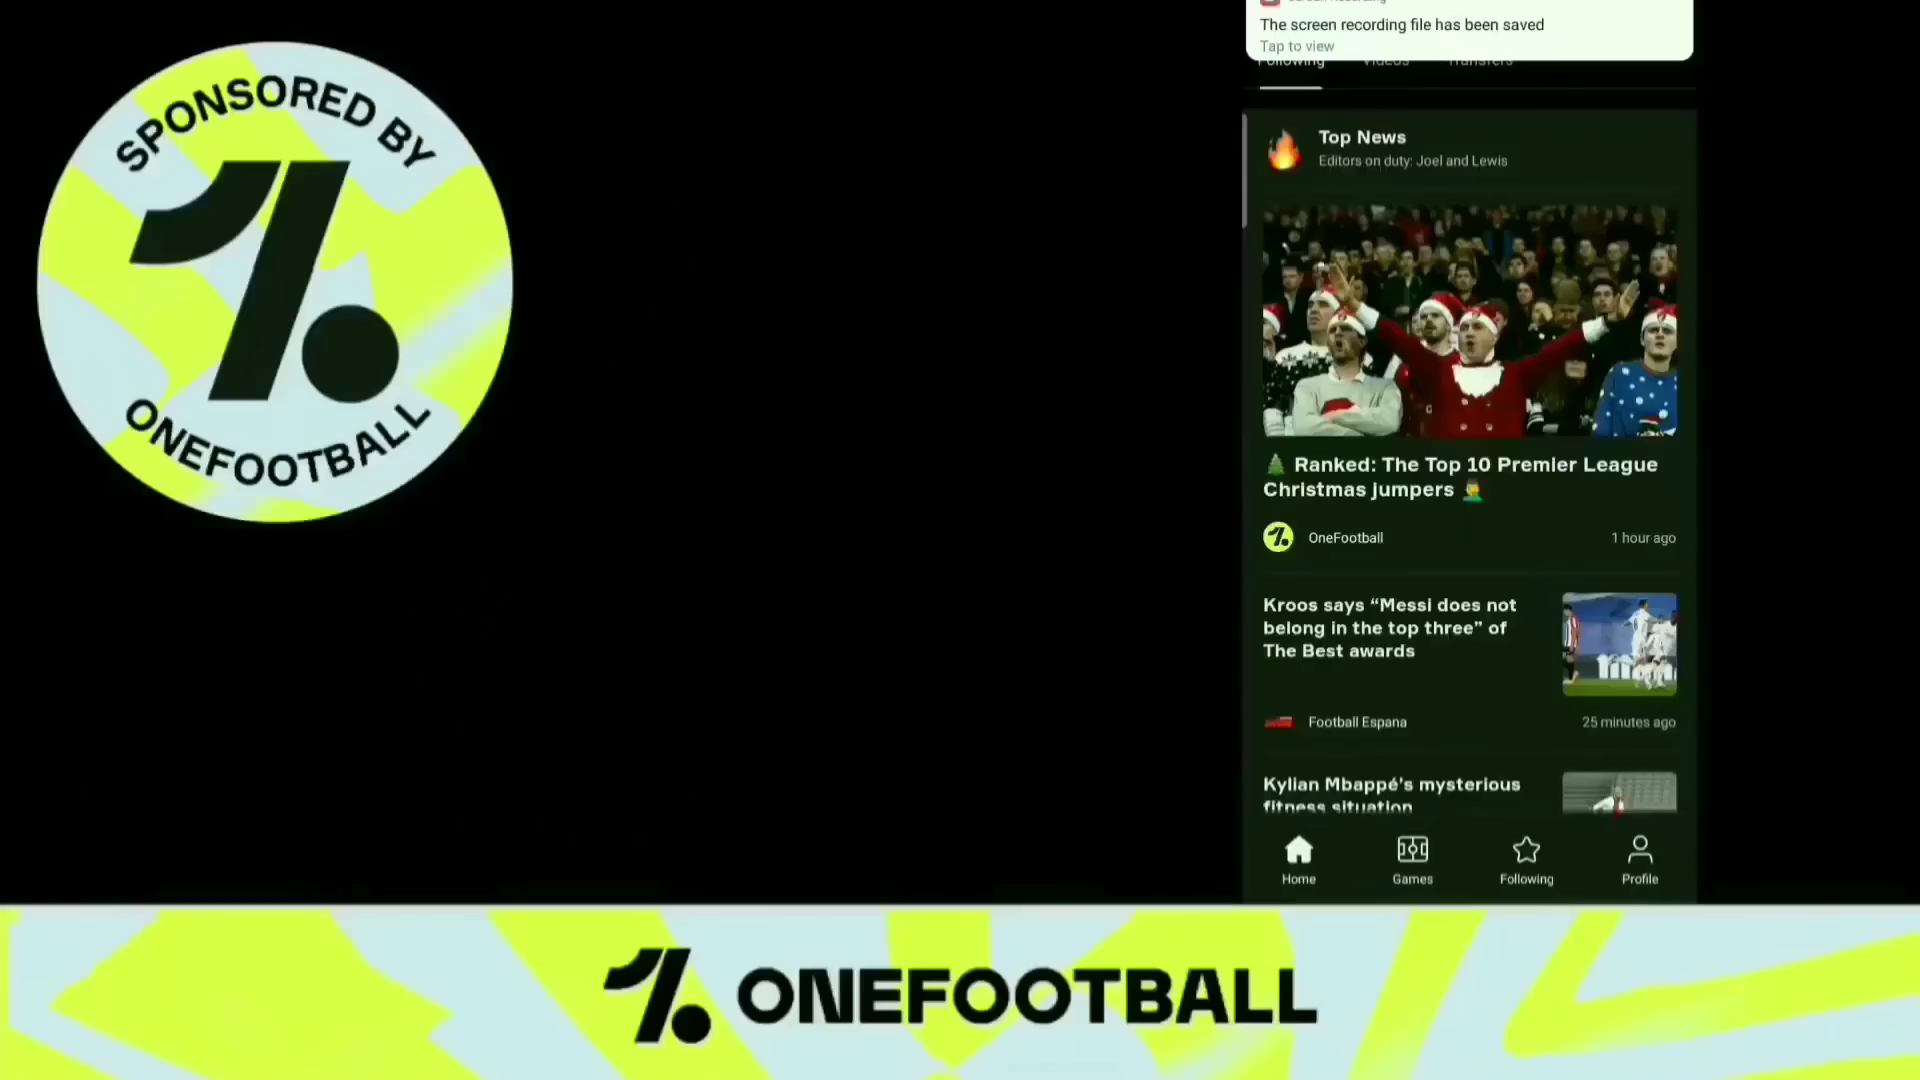 SPONSORED BY
ONEFOOTBALL
The screen recording file has been saved
Tap to view
Following Videos Transfers
Top News
Editors on duty: Joel and Lewis
Ranked: The Top 10 Premier League
Christmas jumpers
OneFootball 1 hour ago
Kroos says “Messi does not
belong in the top three” of
The Best awards
Football Espana 25 minutes ago
Kylian Mbappé's mysterious
fitness situation
Home Games Following Profile
ONEFOOTBALL